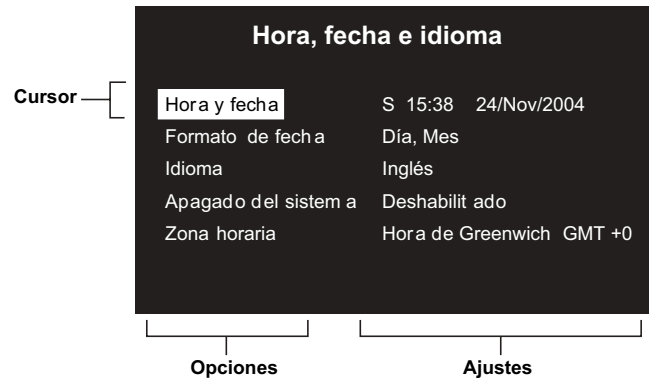 Hora, fecha e idioma
Cursor
Hora y fecha S 15:38 24/Nov/2004
Formato de fecha Día, Mes
Idioma Inglés
Apagado del sistema Deshabilitado
Zona horaria Hora de Greenwich GMT +0
Opciones Ajustes